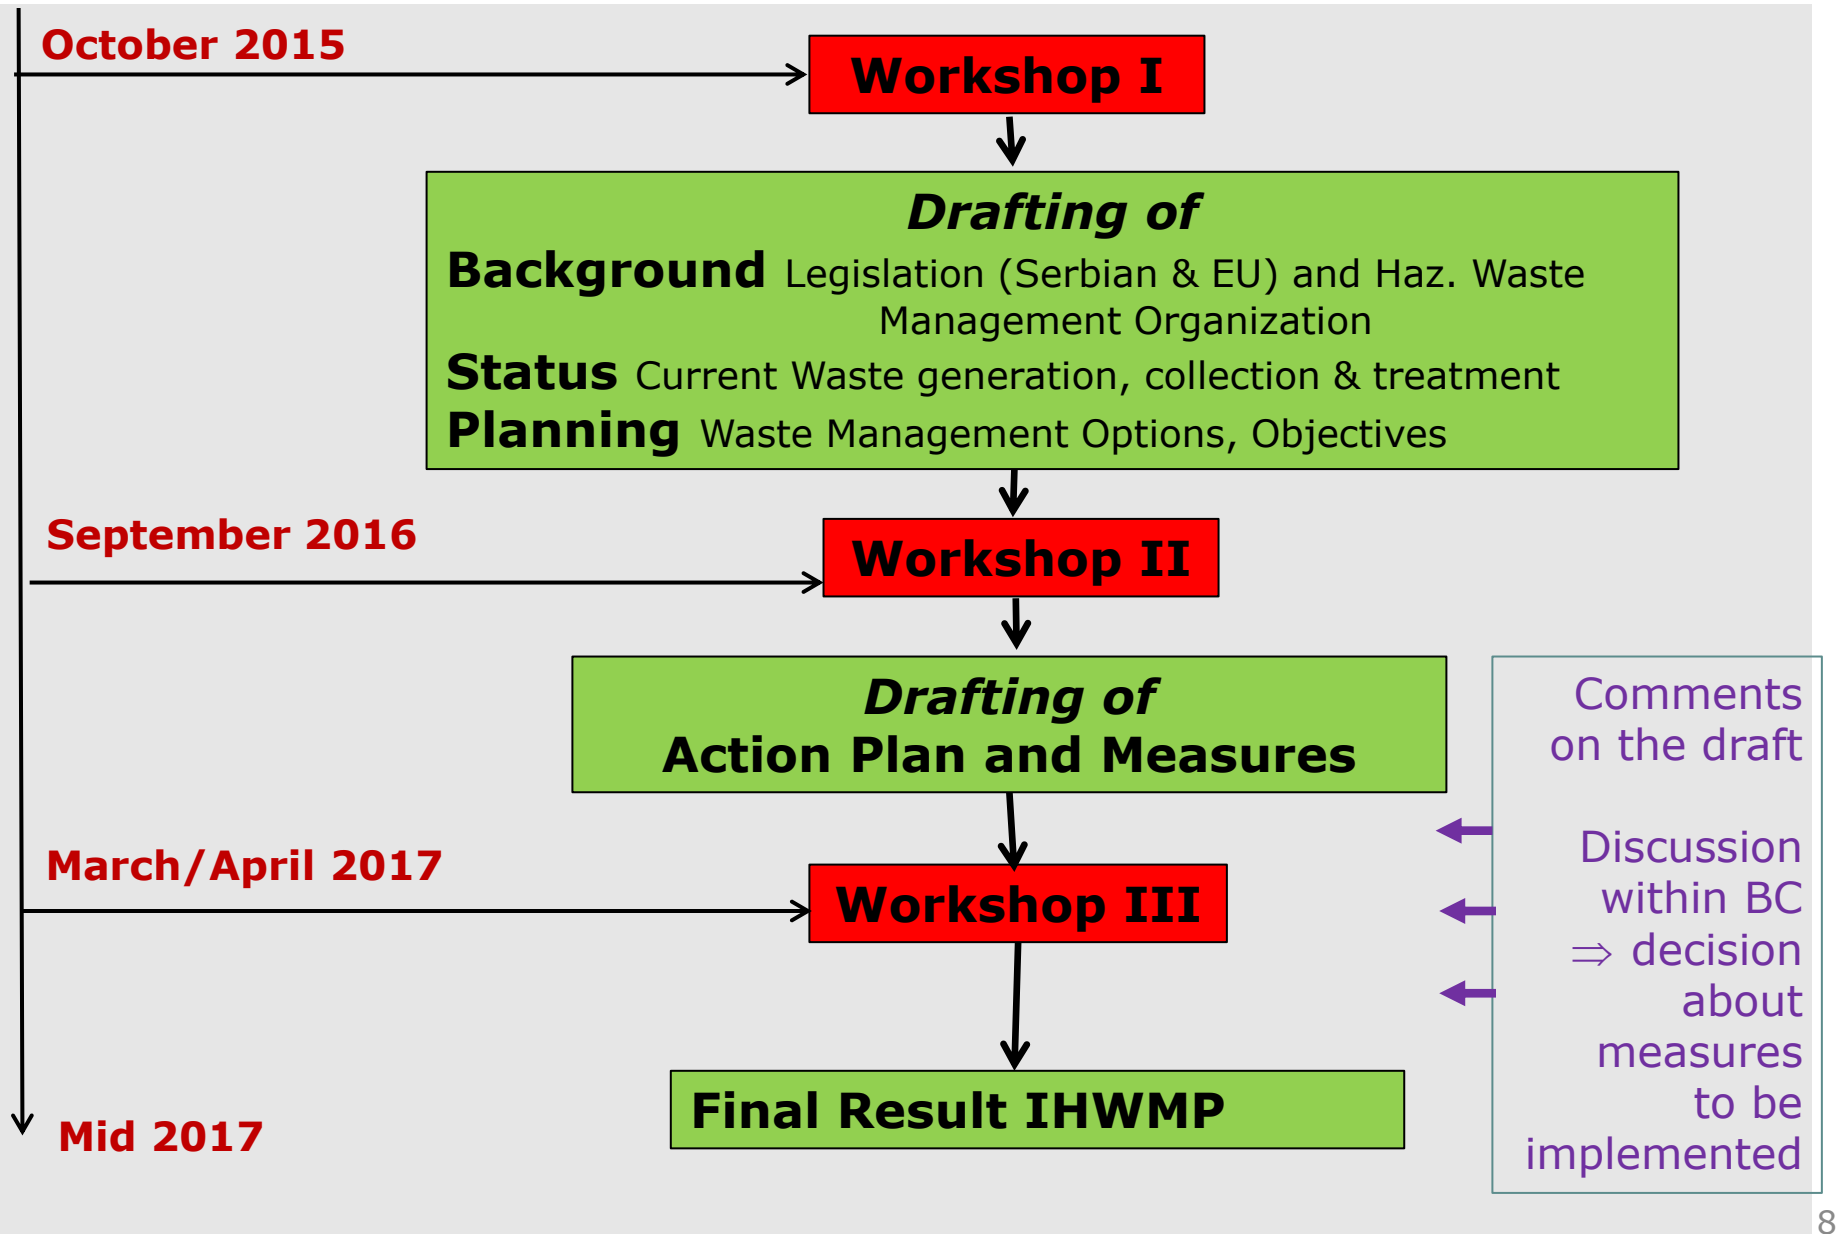 October 2015
Workshop I
Drafting of
Background Legislation (Serbian & EU) and Haz. Waste
Management Organization
Status Current Waste generation, collection & treatment
Planning Waste Management Options, Objectives
September 2016
Workshop II
Drafting of
Action Plan and Measures
March/April 2017
Workshop III
Mid 2017
Final Result IHWMP
Comments
on the draft
Discussion
within BC
⇒ decision
about
measures
to be
implemented
8